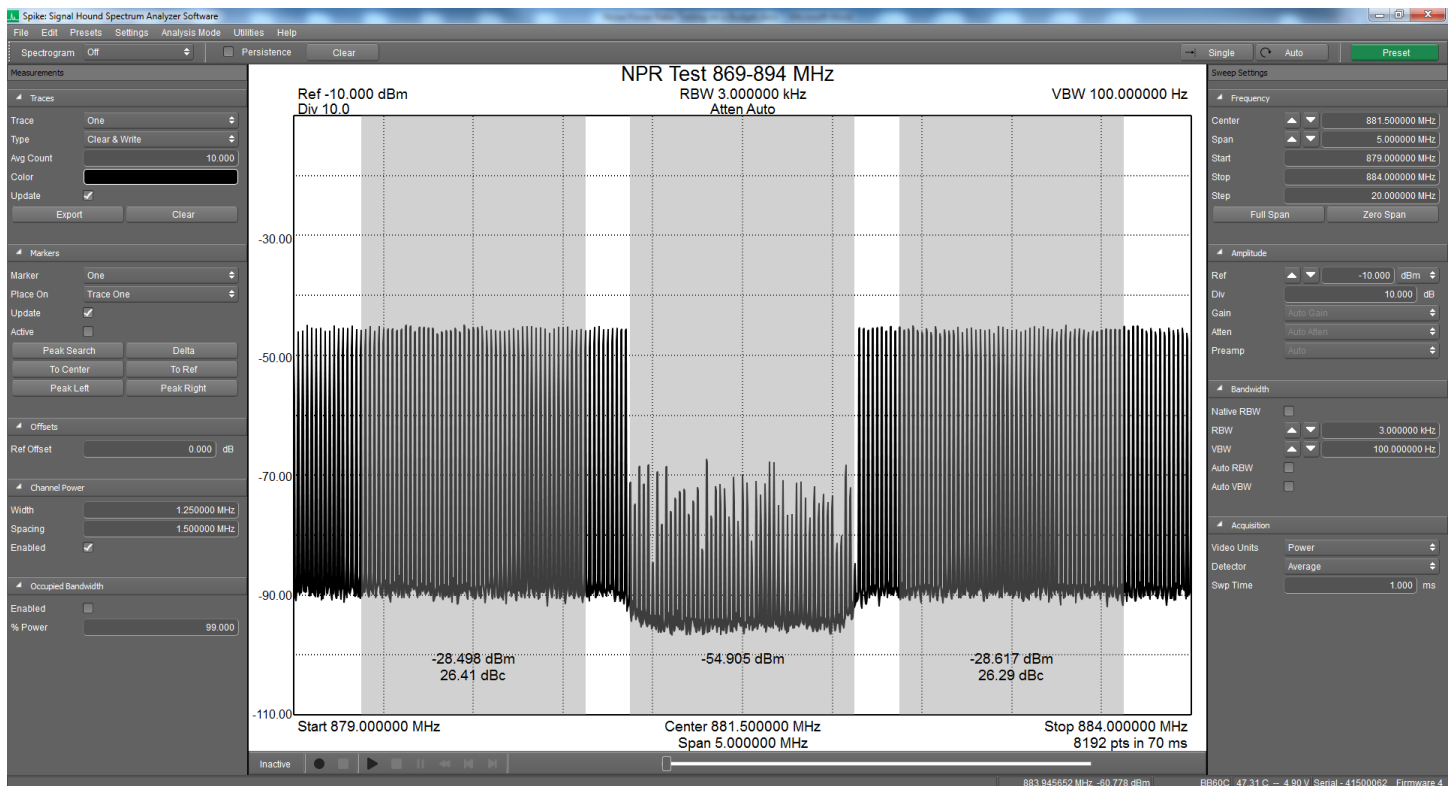 Spike: Signal Hound Spectrum Analyzer Software
File Edit Presets Settings Analysis Mode Utilities Help
Spectrogram Off Persistence Clear Single Auto Preset
Measurements
Traces
Trace One
Type Clear & Write
Avg Count 10.000
Color
Update
Export Clear
Markers
Marker One
Place On Trace One
Update
Active
Peak Search Delta
To Center To Ref
Peak Left Peak Right
Offsets
Ref Offset 0.000 dB
Channel Power
Width 1.250000 MHz
Spacing 1.500000 MHz
Enabled
Occupied Bandwidth
Enabled
% Power 99.000
NPR Test 869-894 MHz
Ref -10.000 dBm RBW 3.000000 kHz VBW 100.000000 Hz
Div 10.0 Atten Auto
-30.00
-50.00
-70.00
-90.00
-110.00
-28.498 dBm -54.905 dBm -28.617 dBm
26.41 dBc 26.29 dBc
Start 879.000000 MHz Center 881.500000 MHz Stop 884.000000 MHz
Span 5.000000 MHz 8192 pts in 70 ms
Inactive
Sweep Settings
Frequency
Center 881.500000 MHz
Span 5.000000 MHz
Start 879.000000 MHz
Stop 884.000000 MHz
Step 20.000000 MHz
Full Span Zero Span
Amplitude
Ref -10.000 dBm
Div 10.000 dB
Gain Auto Gain
Atten Auto Atten
Preamp Auto
Bandwidth
Native RBW
RBW 3.000000 kHz
VBW 100.000000 Hz
Auto RBW
Auto VBW
Acquisition
Video Units Power
Detector Average
Swp Time 1.000 ms
883.945652 MHz, -60.778 dBm BB60C 47.31 C -- 4.90 V Serial - 41500062 Firmware 4